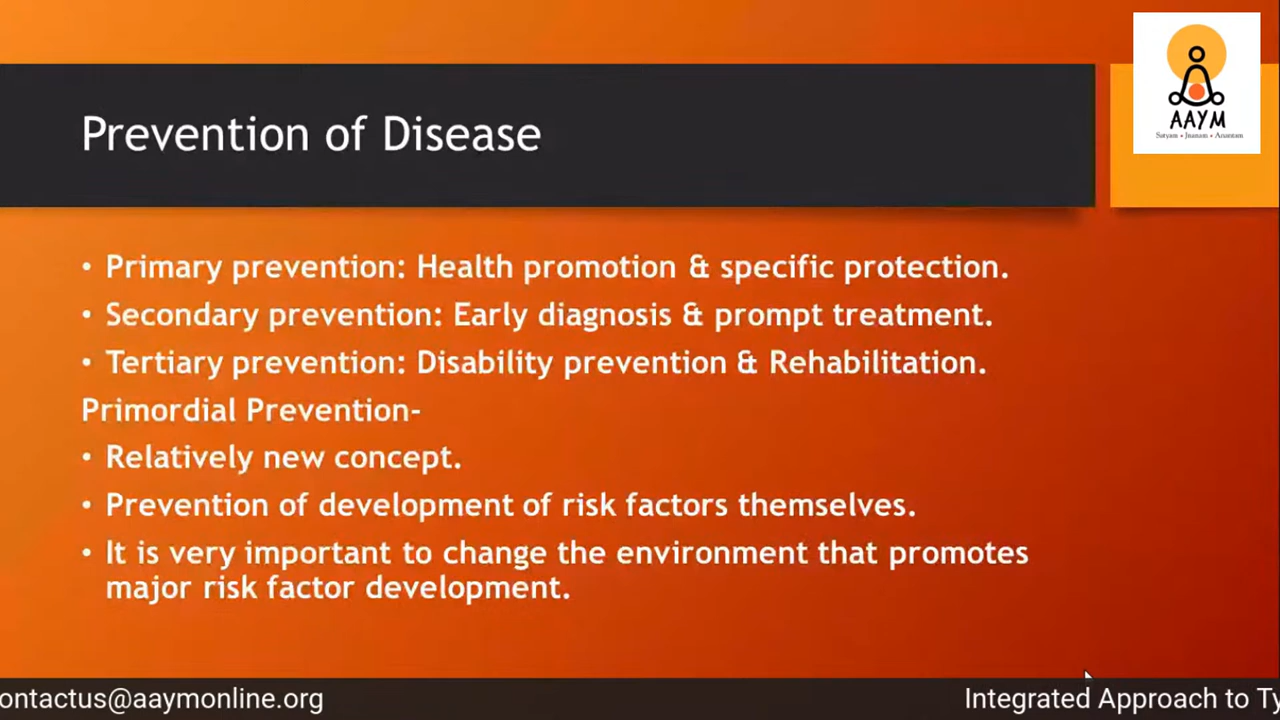 AAYM
Satyam • Jnanam • Anantam
Prevention of Disease
• Primary prevention: Health promotion & specific protection.
• Secondary prevention: Early diagnosis & prompt treatment.
• Tertiary prevention: Disability prevention & Rehabilitation.
Primordial Prevention-
• Relatively new concept.
• Prevention of development of risk factors themselves.
• It is very important to change the environment that promotes
major risk factor development.
ontactus@aaymonline.org
Integrated Approach to Ty